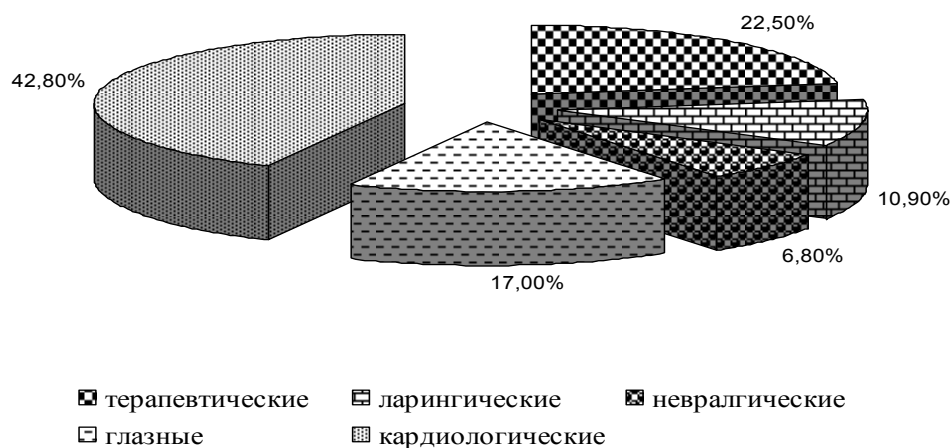 22,50%
42,80%
10,90%
6,80%
17,00%
терапевтические ларингические невралгические
глазные кардиологические